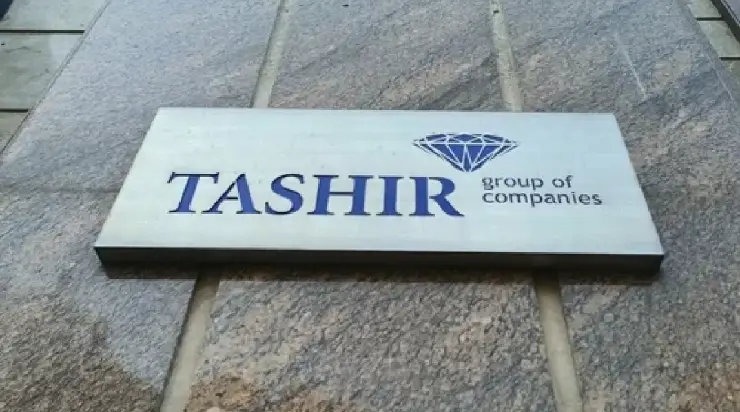 TASHIR
group of
companies